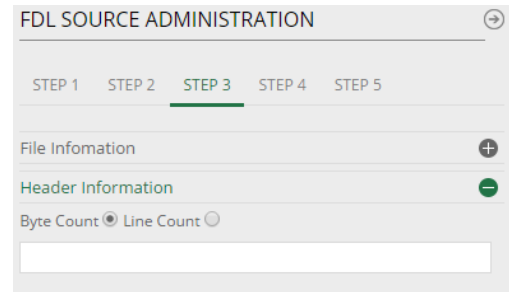 FDL SOURCE ADMINISTRATION
STEP 1 STEP 2 STEP 3 STEP 4 STEP 5
File Infomation
Header Information
Byte Count Line Count